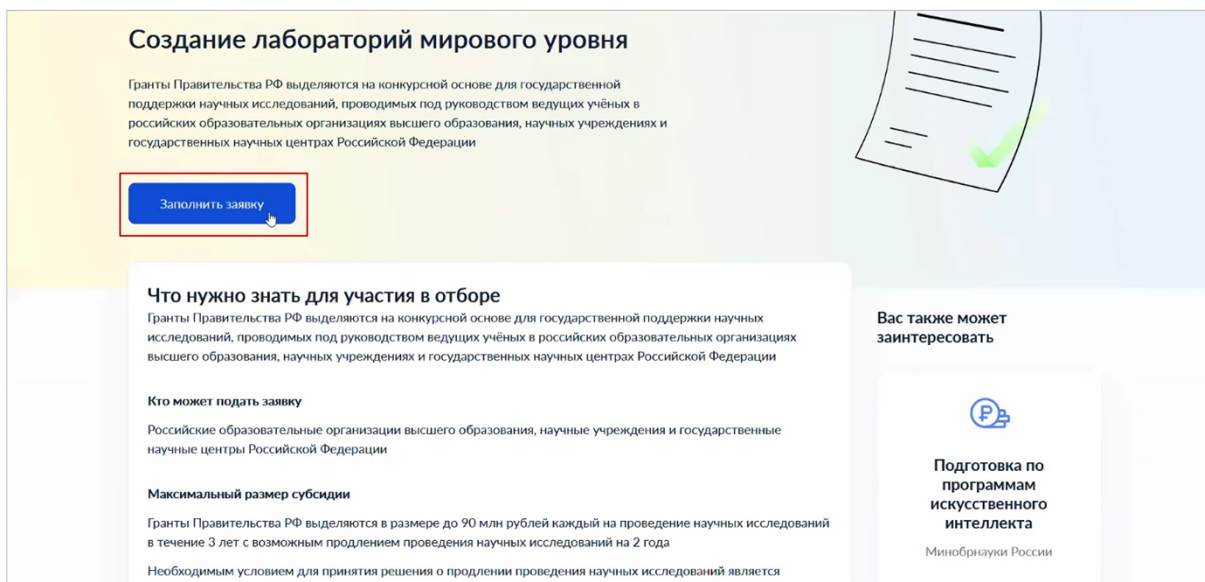 Создание лабораторий мирового уровня
Гранты Правительства РФ выделяются на конкурсной основе для государственной
поддержки научных исследований, проводимых под руководством ведущих учёных в
российских образовательных организациях высшего образования, научных учреждениях и
государственных научных центрах Российской Федерации
Заполнить заявку
Что нужно знать для участия в отборе
Гранты Правительства РФ выделяются на конкурсной основе для государственной поддержки научных
исследований, проводимых под руководством ведущих учёных в российских образовательных организациях
высшего образования, научных учреждениях и государственных научных центрах Российской Федерации
Кто может подать заявку
Российские образовательные организации высшего образования, научные учреждения и государственные
научные центры Российской Федерации
Максимальный размер субсидии
Гранты Правительства РФ выделяются в размере до 90 млн рублей каждый на проведение научных исследований
в течение 3 лет с возможным продлением проведения научных исследований на 2 года
Необходимым условием для принятия решения о продлении проведения научных исследований является
Вас также может
заинтересовать
Подготовка по
программам
искусственного
интеллекта
Минобрнауки России